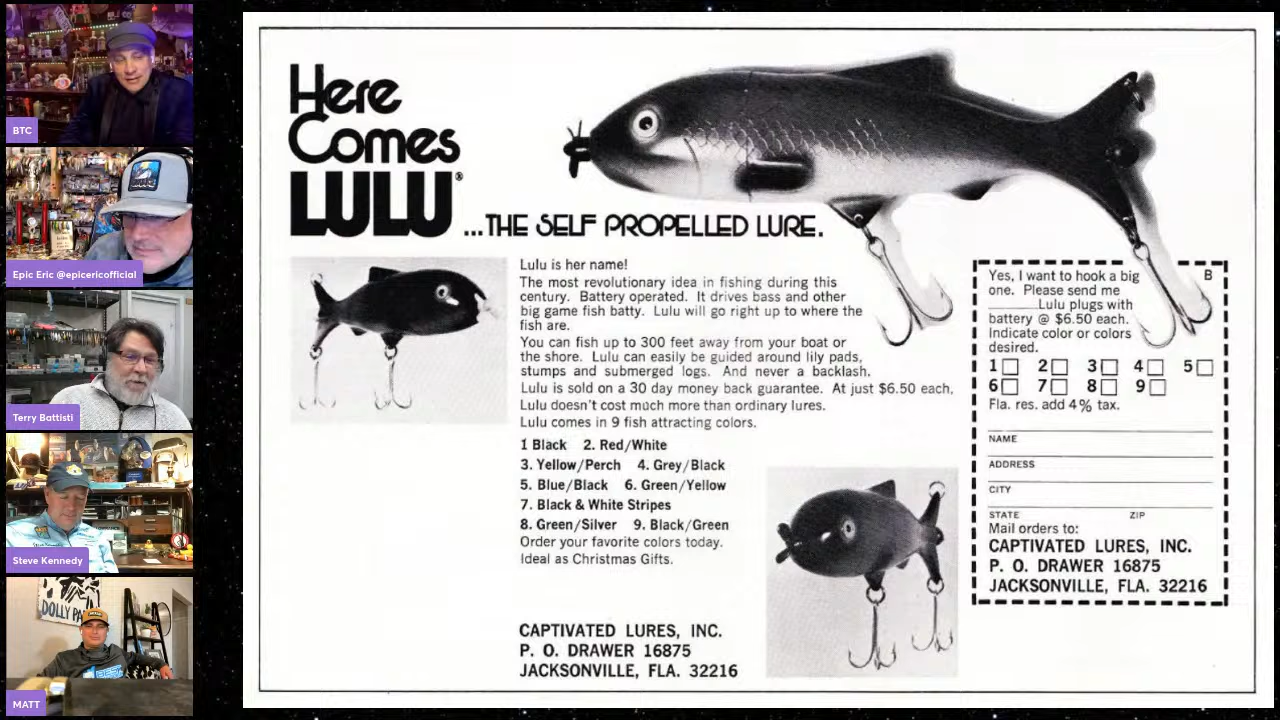 BTC
Epic Eric @epicericofficial
Terry Battisti
Steve Kennedy
DOLLY PA
MATT
Here
Comes
LULU®
...THE SELF PROPELLED LURE.
Lulu is her name!
The most revolutionary idea in fishing during this
century. Battery operated. It drives bass and other
big game fish batty. Lulu will go right up to where the
fish are.
You can fish up to 300 feet away from your boat or
the shore. Lulu can easily be guided around lily pads,
stumps and submerged logs. And never a backlash.
Lulu is sold on a 30 day money back guarantee. At just $6.50 each,
Lulu doesn't cost much more than ordinary lures.
Lulu comes in 9 fish attracting colors.
1 Black 2. Red/White
3. Yellow/Perch 4. Grey/Black
5. Blue/Black 6. Green/Yellow
7. Black & White Stripes
8. Green/Silver 9. Black/Green
Order your favorite colors today.
Ideal as Christmas Gifts.
CAPTIVATED LURES, INC.
P. O. DRAWER 16875
JACKSONVILLE, FLA. 32216
Yes, I want to hook a big B
one. Please send me
______Lulu plugs with
battery @ $6.50 each.
Indicate color or colors
desired.
1 2 3 4 5
6 7 8 9
Fla. res. add 4% tax.
NAME
ADDRESS
CITY
STATE ZIP
Mail orders to:
CAPTIVATED LURES, INC.
P. O. DRAWER 16875
JACKSONVILLE, FLA. 32216